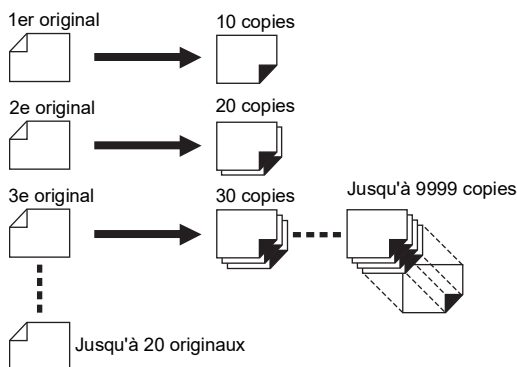 1er original
10 copies
2e original
20 copies
3e original
30 copies
Jusqu'à 9999 copies
Jusqu'à 20 originaux